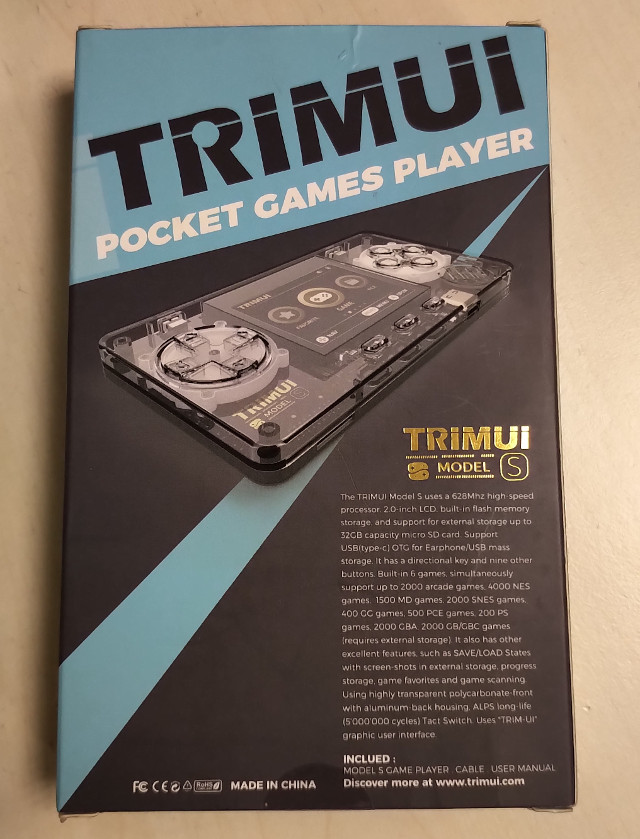 TRIMUI
POCKET GAMES PLAYER
TRIMUI
FAVORITE
GAME
TRIMUI
MODEL S
TRIMUI
MODEL S
The TRIMUI Model S uses a 628Mhz high-speed
processor, 2.0-inch LCD, built-in flash memory
storage, and support for external storage up to
32GB capacity micro SD card. Support
USB(type-c) OTG for Earphone/USB mass
storage. It has a directional key and nine other
buttons. Built-in 6 games, simultaneously
support up to 2000 arcade games, 4000 NES
games, 1500 MD games, 2000 SNES games,
400 GG games, 500 PCE games, 200 PS
games, 2000 GBA, 2000 GB/GBC games
(requires external storage). It also has other
excellent features, such as SAVE/LOAD States
with screen-shots in external storage, progress
storage, game favorites and game scanning.
Using highly transparent polycarbonate-front
with aluminum-back housing, ALPS long-life
(5'000'000 cycles) Tact Switch. Uses "TRIM-UI"
graphic user interface.
INCLUED :
MODEL S GAME PLAYER . CABLE . USER MANUAL
Discover more at www.trimui.com
FC CE RoHS MADE IN CHINA